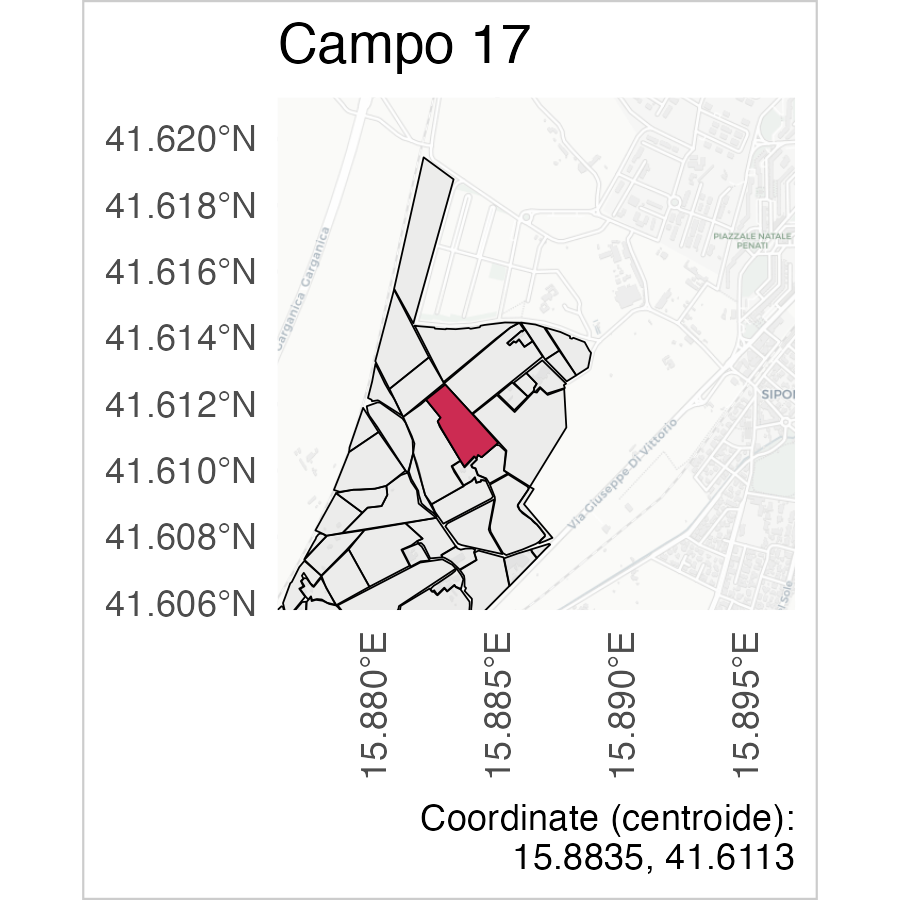 Campo 17
41.620°N
41.618°N
41.616°N
41.614°N
41.612°N
41.610°N
41.608°N
41.606°N
Garganica Garganica
PIAZZALE NATALE
PENATI
SIPO
Via Giuseppe Di Vittorio
Sole
15.880°E
15.885°E
15.890°E
15.895°E
Coordinate (centroide):
15.8835, 41.6113